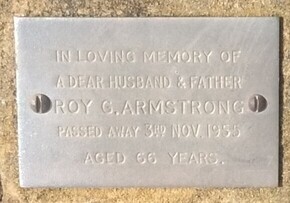 IN LOVING MEMORY OF
A DEAR HUSBAND & FATHER
ROY G. ARMSTRONG
PASSED AWAY 3RD NOV. 1955
AGED 66 YEARS.